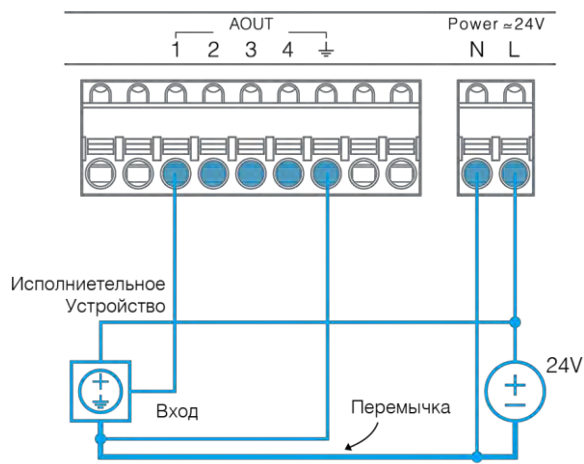 AOUT
Power ≃24V
1 2 3 4 ⏚ N L
Исполниетельное
Устройство
24V
Вход
Перемычка